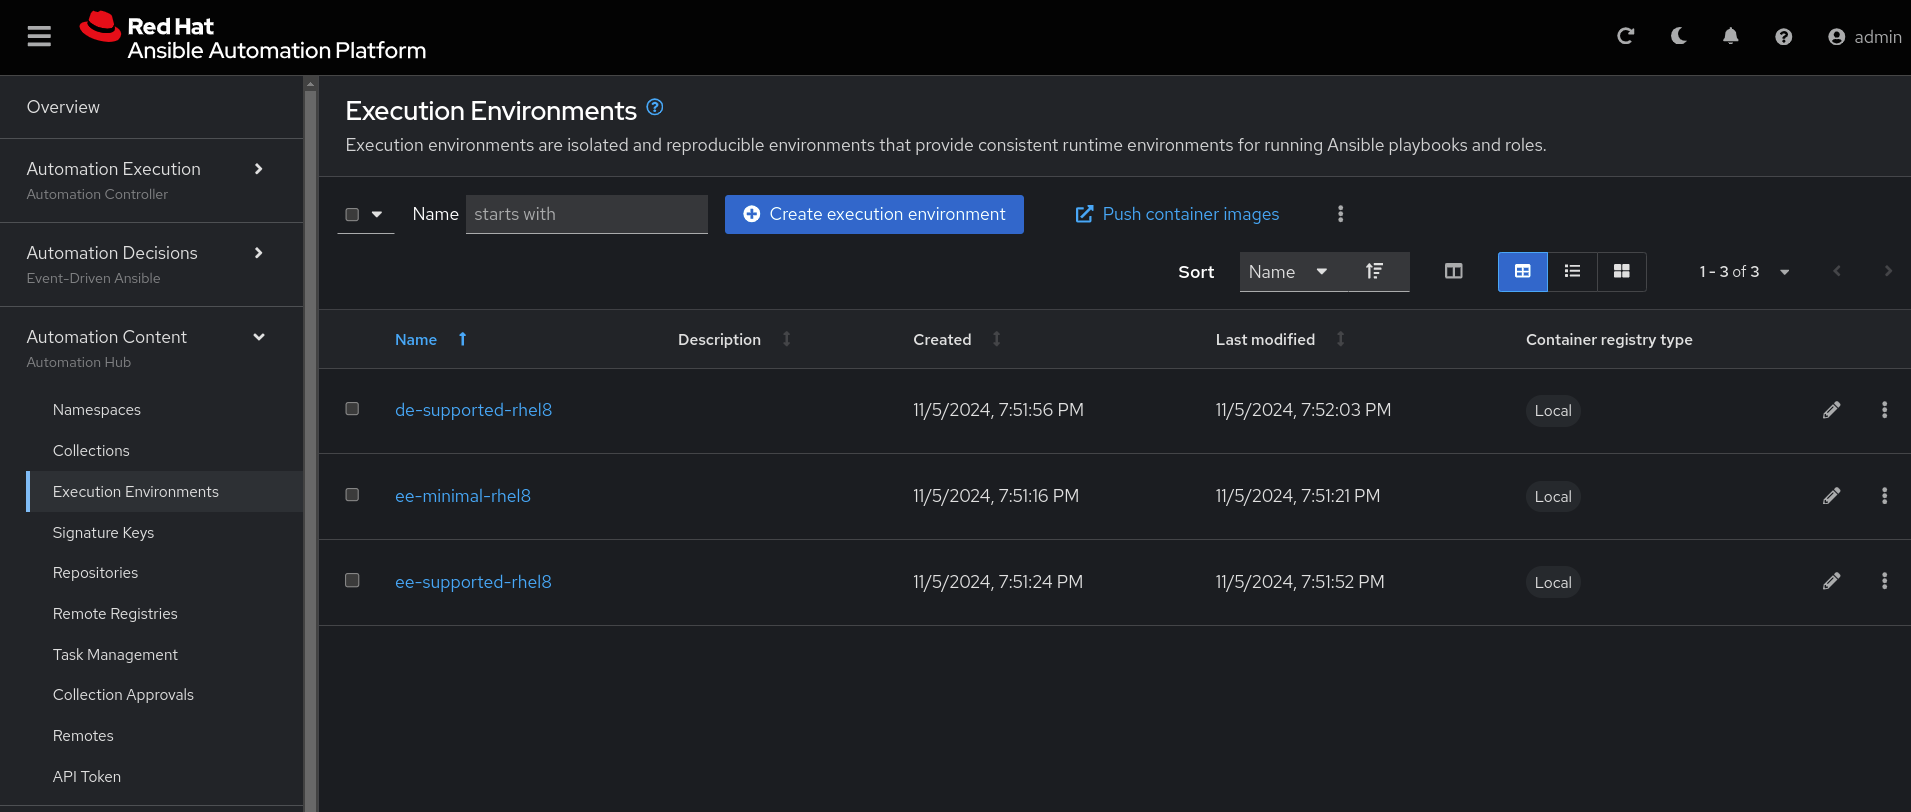 Red Hat
Ansible Automation Platform
admin
Overview
Automation Execution
Automation Controller
Automation Decisions
Event-Driven Ansible
Automation Content
Automation Hub
Namespaces
Collections
Execution Environments
Signature Keys
Repositories
Remote Registries
Task Management
Collection Approvals
Remotes
API Token
Execution Environments
Execution environments are isolated and reproducible environments that provide consistent runtime environments for running Ansible playbooks and roles.
Name starts with Create execution environment Push container images
Sort Name 1 - 3 of 3
Name Description Created Last modified Container registry type
de-supported-rhel8 11/5/2024, 7:51:56 PM 11/5/2024, 7:52:03 PM Local
ee-minimal-rhel8 11/5/2024, 7:51:16 PM 11/5/2024, 7:51:21 PM Local
ee-supported-rhel8 11/5/2024, 7:51:24 PM 11/5/2024, 7:51:52 PM Local